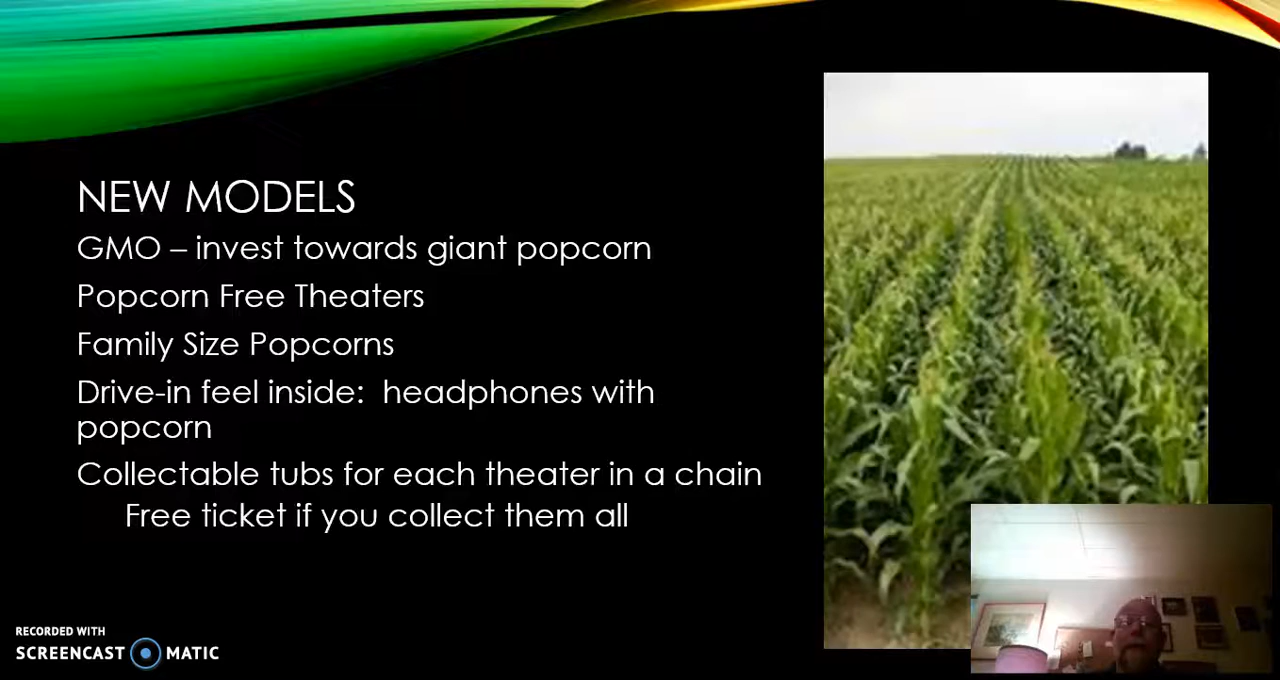 NEW MODELS
GMO – invest towards giant popcorn
Popcorn Free Theaters
Family Size Popcorns
Drive-in feel inside:  headphones with
popcorn
Collectable tubs for each theater in a chain
Free ticket if you collect them all
RECORDED WITH
SCREENCAST MATIC